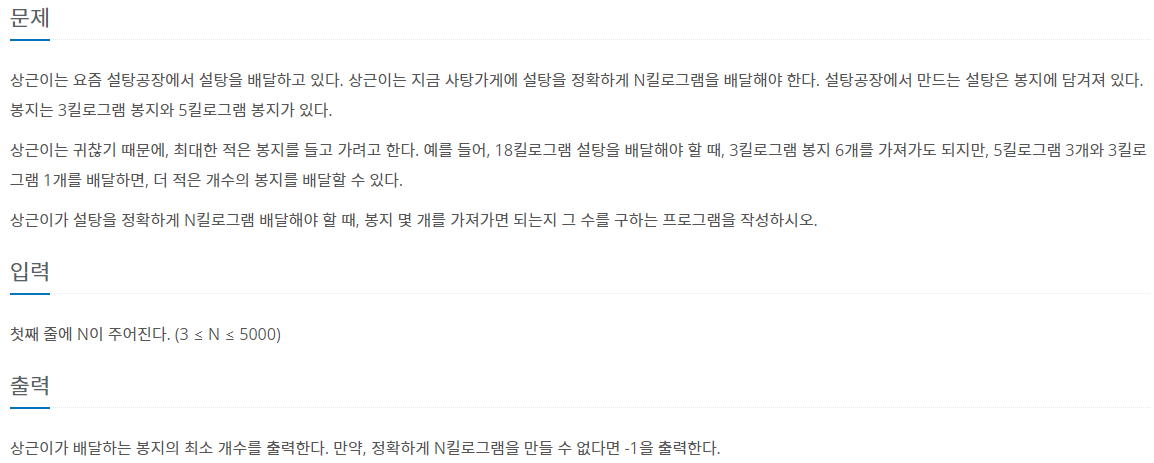 문제
상근이는 요즘 설탕공장에서 설탕을 배달하고 있다. 상근이는 지금 사탕가게에 설탕을 정확하게 N킬로그램을 배달해야 한다. 설탕공장에서 만드는 설탕은 봉지에 담겨져 있다.
봉지는 3킬로그램 봉지와 5킬로그램 봉지가 있다.
상근이는 귀찮기 때문에, 최대한 적은 봉지를 들고 가려고 한다. 예를 들어, 18킬로그램 설탕을 배달해야 할 때, 3킬로그램 봉지 6개를 가져가도 되지만, 5킬로그램 3개와 3킬로
그램 1개를 배달하면, 더 적은 개수의 봉지를 배달할 수 있다.
상근이가 설탕을 정확하게 N킬로그램 배달해야 할 때, 봉지 몇 개를 가져가면 되는지 그 수를 구하는 프로그램을 작성하시오.
입력
첫째 줄에 N이 주어진다. (3 ≤ N ≤ 5000)
출력
상근이가 배달하는 봉지의 최소 개수를 출력한다. 만약, 정확하게 N킬로그램을 만들 수 없다면 -1을 출력한다.